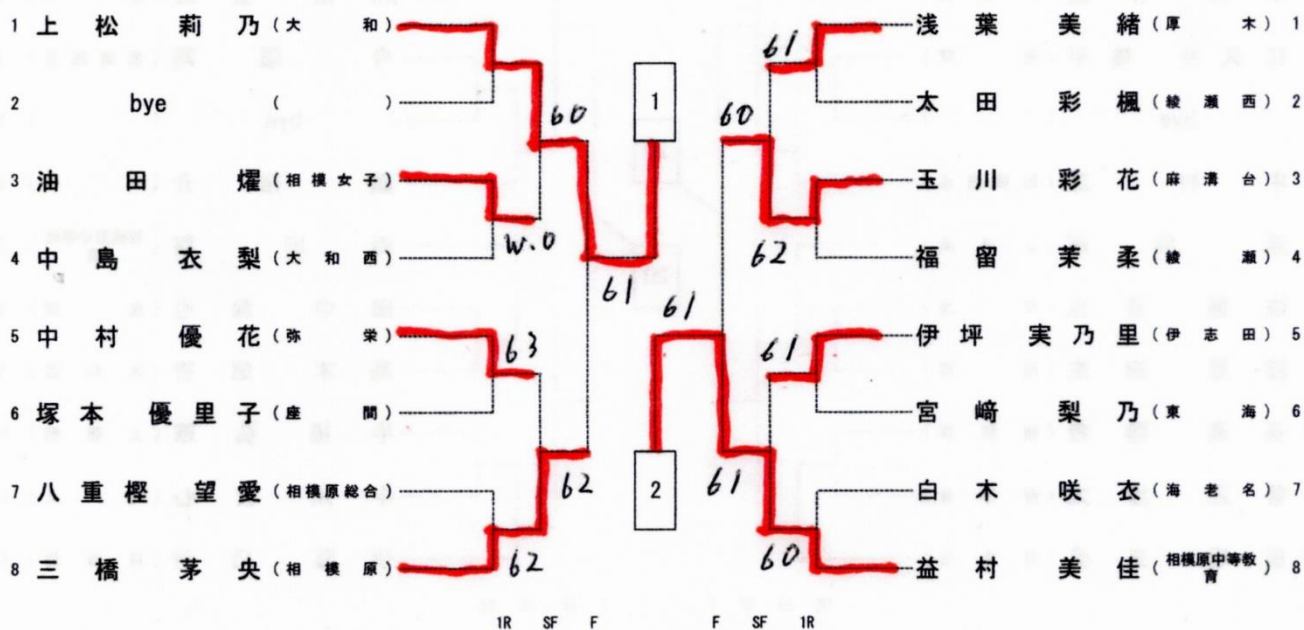 1 上松 莉乃 (大和)
2 bye ( )
3 油田 燿 (相模女子)
4 中島 衣梨 (大和西)
5 中村 優花 (弥栄)
6 塚本 優里子 (座間)
7 八重樫 望愛 (相模原総合)
8 三橋 茅央 (相模原)
60
W.O
63
62
62
61
1R SF F
1
2
浅葉 美緒 (厚木) 1
太田 彩楓 (綾瀬西) 2
玉川 彩花 (麻溝台) 3
福留 茉柔 (綾瀬) 4
伊坪 実乃里 (伊志田) 5
宮﨑 梨乃 (東海) 6
白木 咲衣 (海老名) 7
益村 美佳 (相模原中等教育) 8
61
60
62
61
61
61
60
F SF 1R